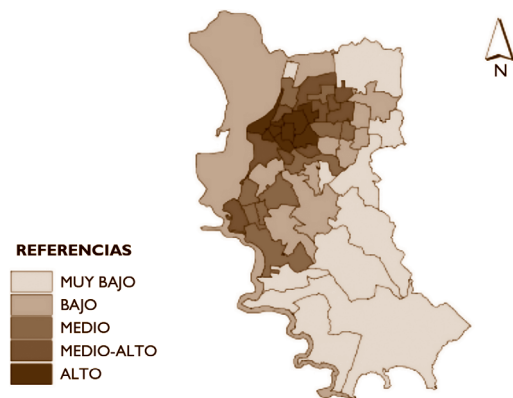 N
REFERENCIAS
MUY BAJO
BAJO
MEDIO
MEDIO-ALTO
ALTO